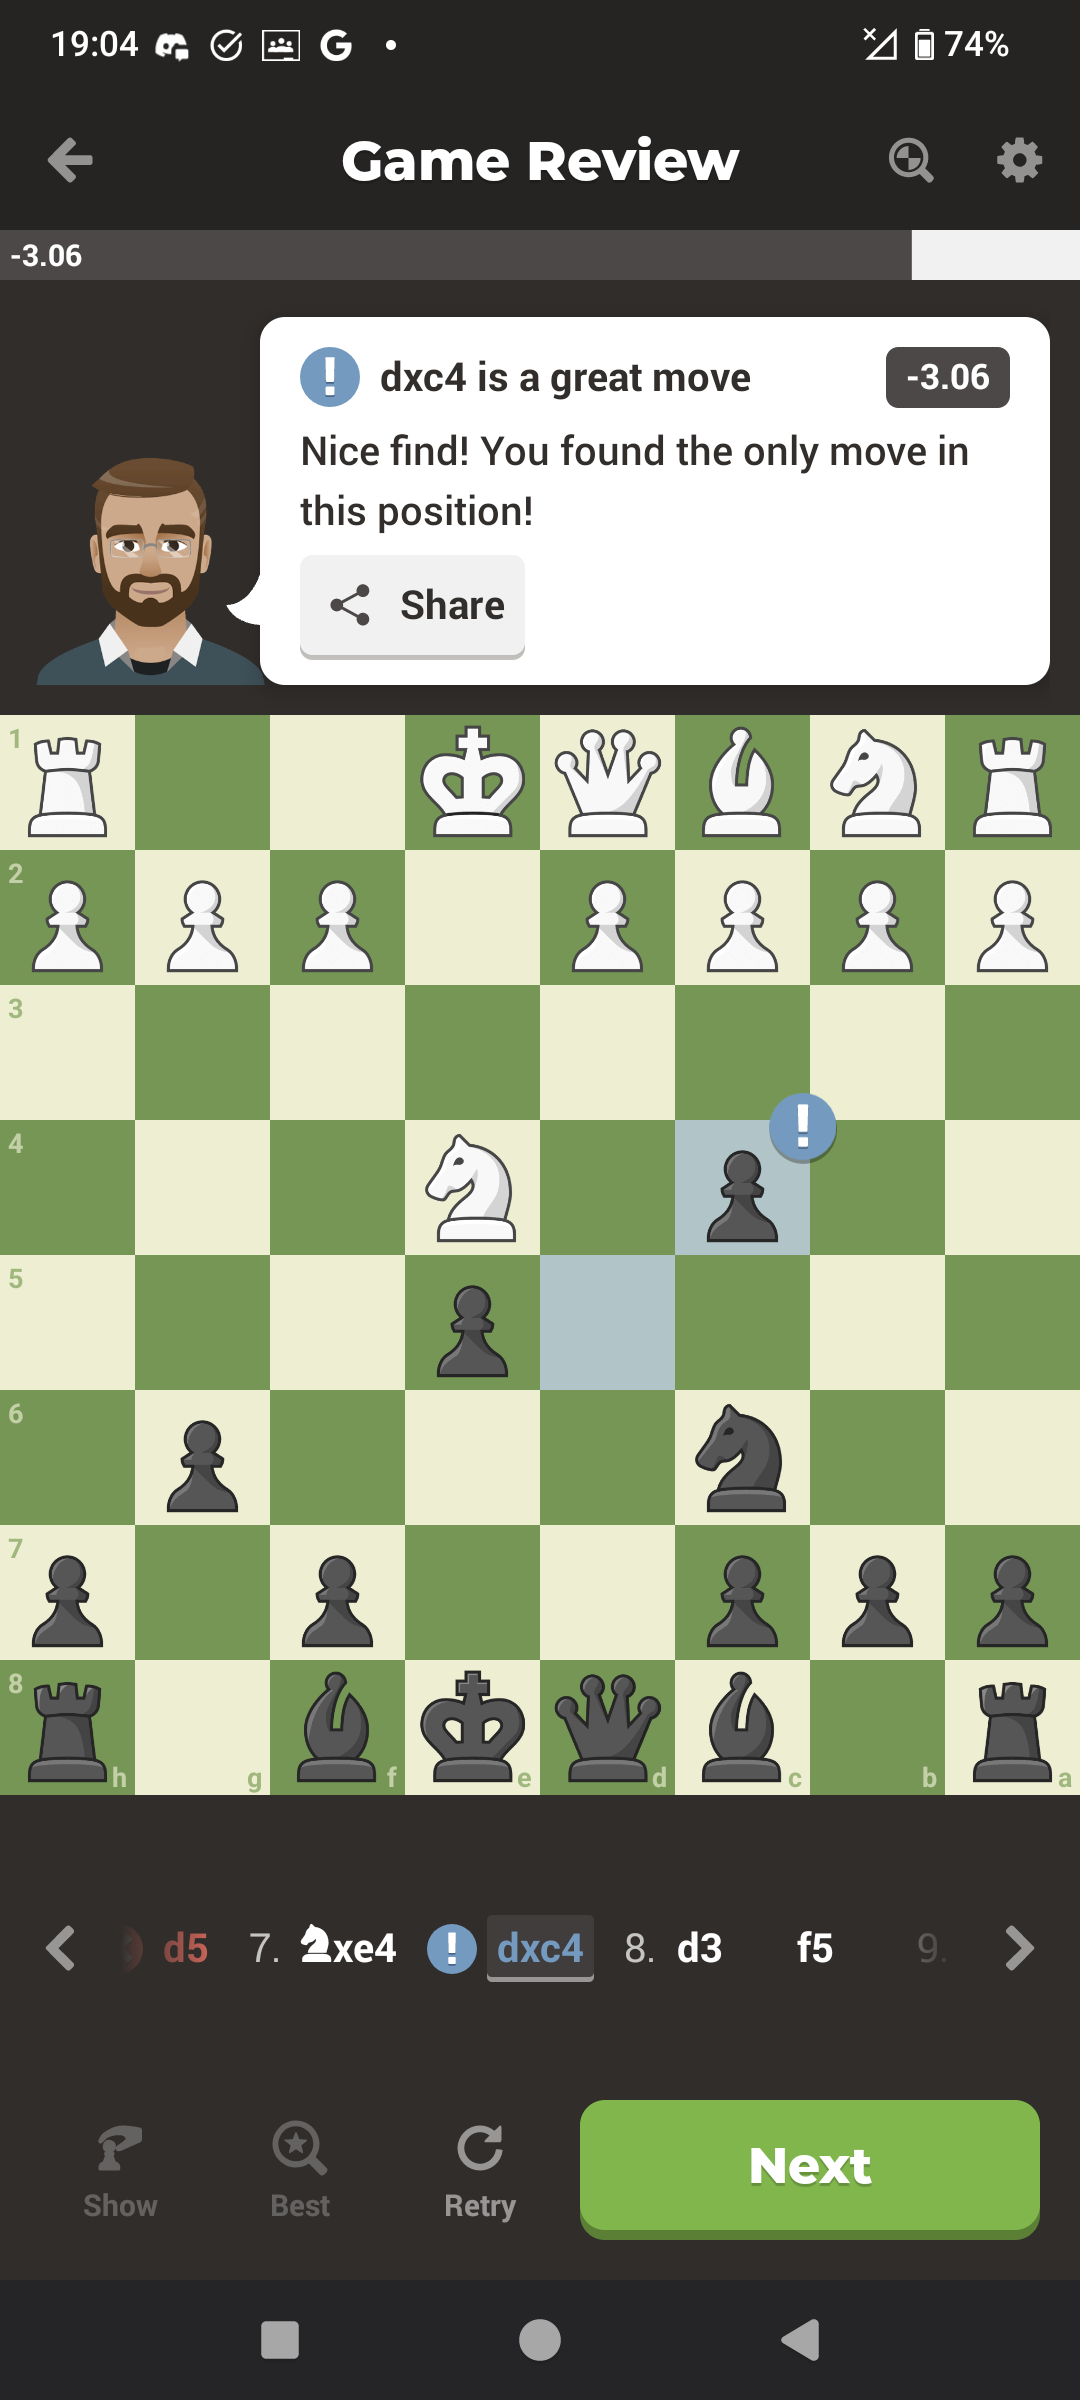 19:04 74%
Game Review
-3.06
! dxc4 is a great move -3.06
Nice find! You found the only move in
this position!
Share
1
2
3
!
4
5
6
7
8
h g f e d c b a
d5 7. xe4 ! dxc4 8. d3 f5 9.
Show Best Retry Next